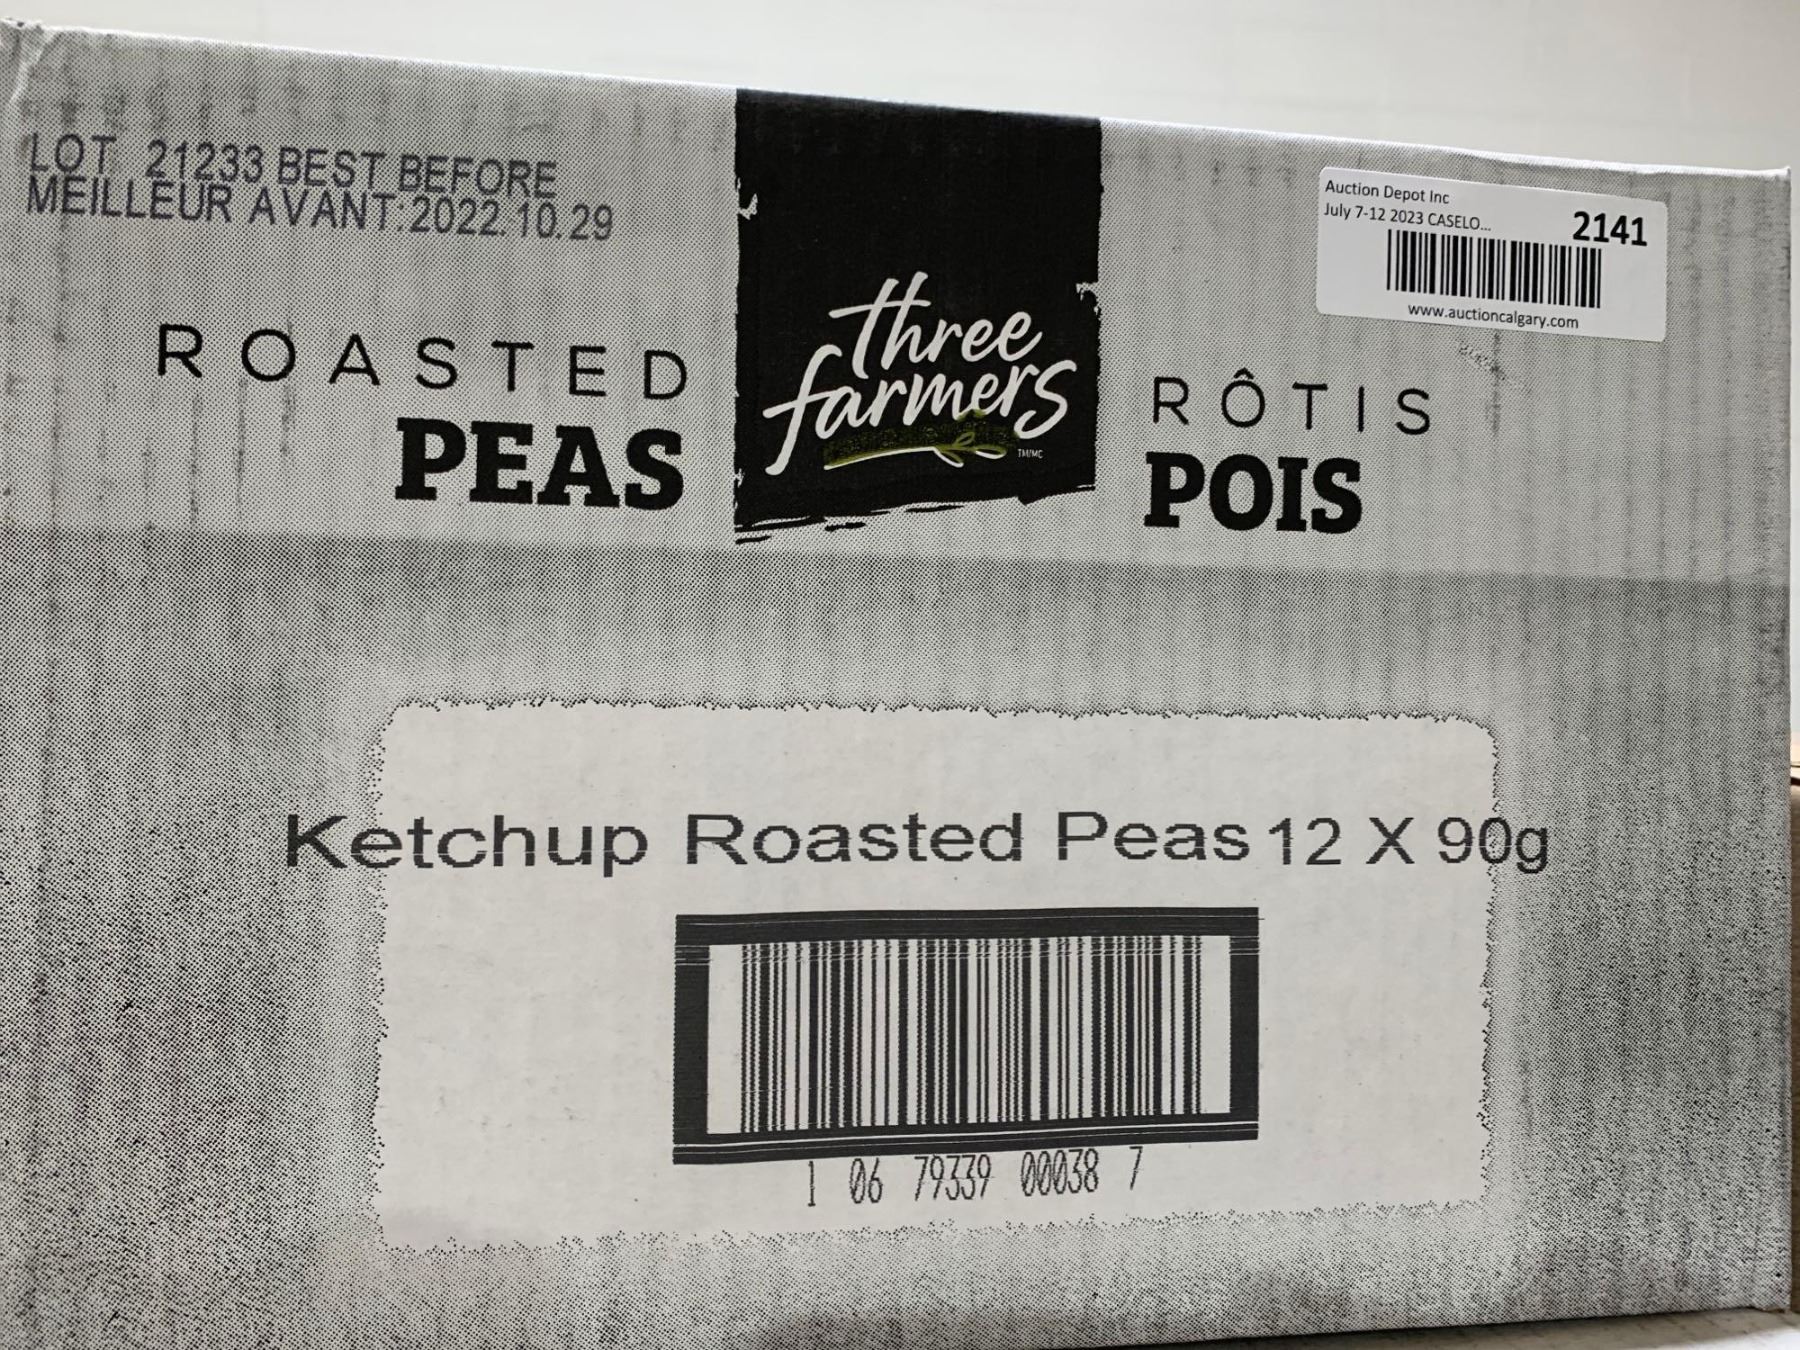 LOT 21233 BEST BEFORE
MEILLEUR AVANT:2022.10.29
Auction Depot Inc
July 7-12 2023 CASELO...
2141
www.auctioncalgary.com
three
farmers
TM/MC
ROASTED
PEAS
RÔTIS
POIS
Ketchup Roasted Peas 12 X 90g
1 06 79339 00038 7